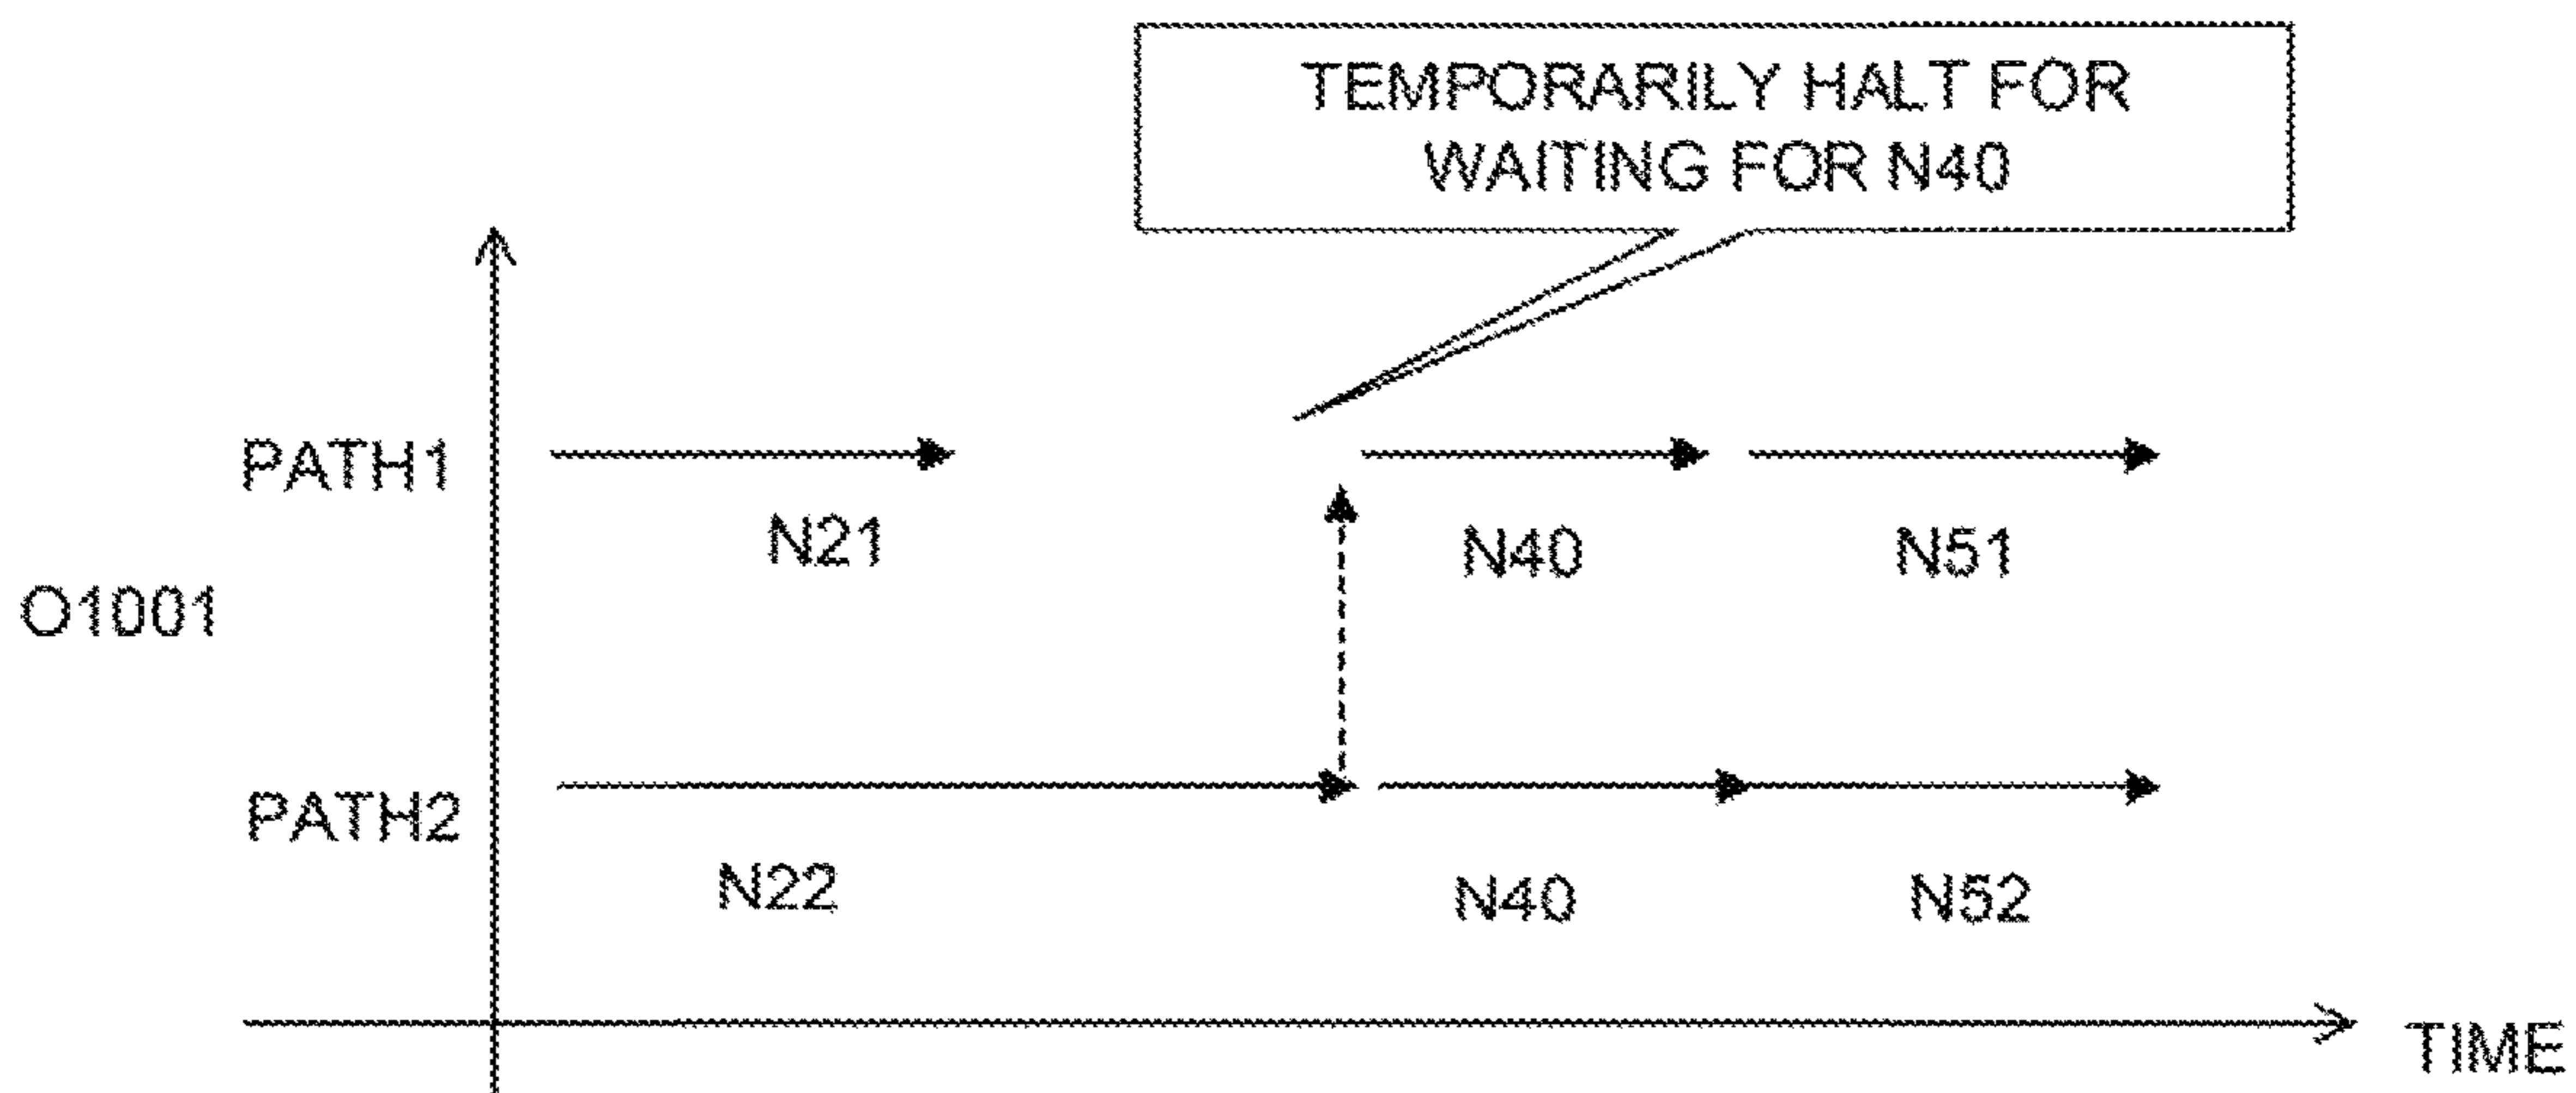 TEMPORARILY HALT FOR
WAITING FOR N40
PATH1
N21
N40
N51
O1001
PATH2
N22
N40
N52
TIME